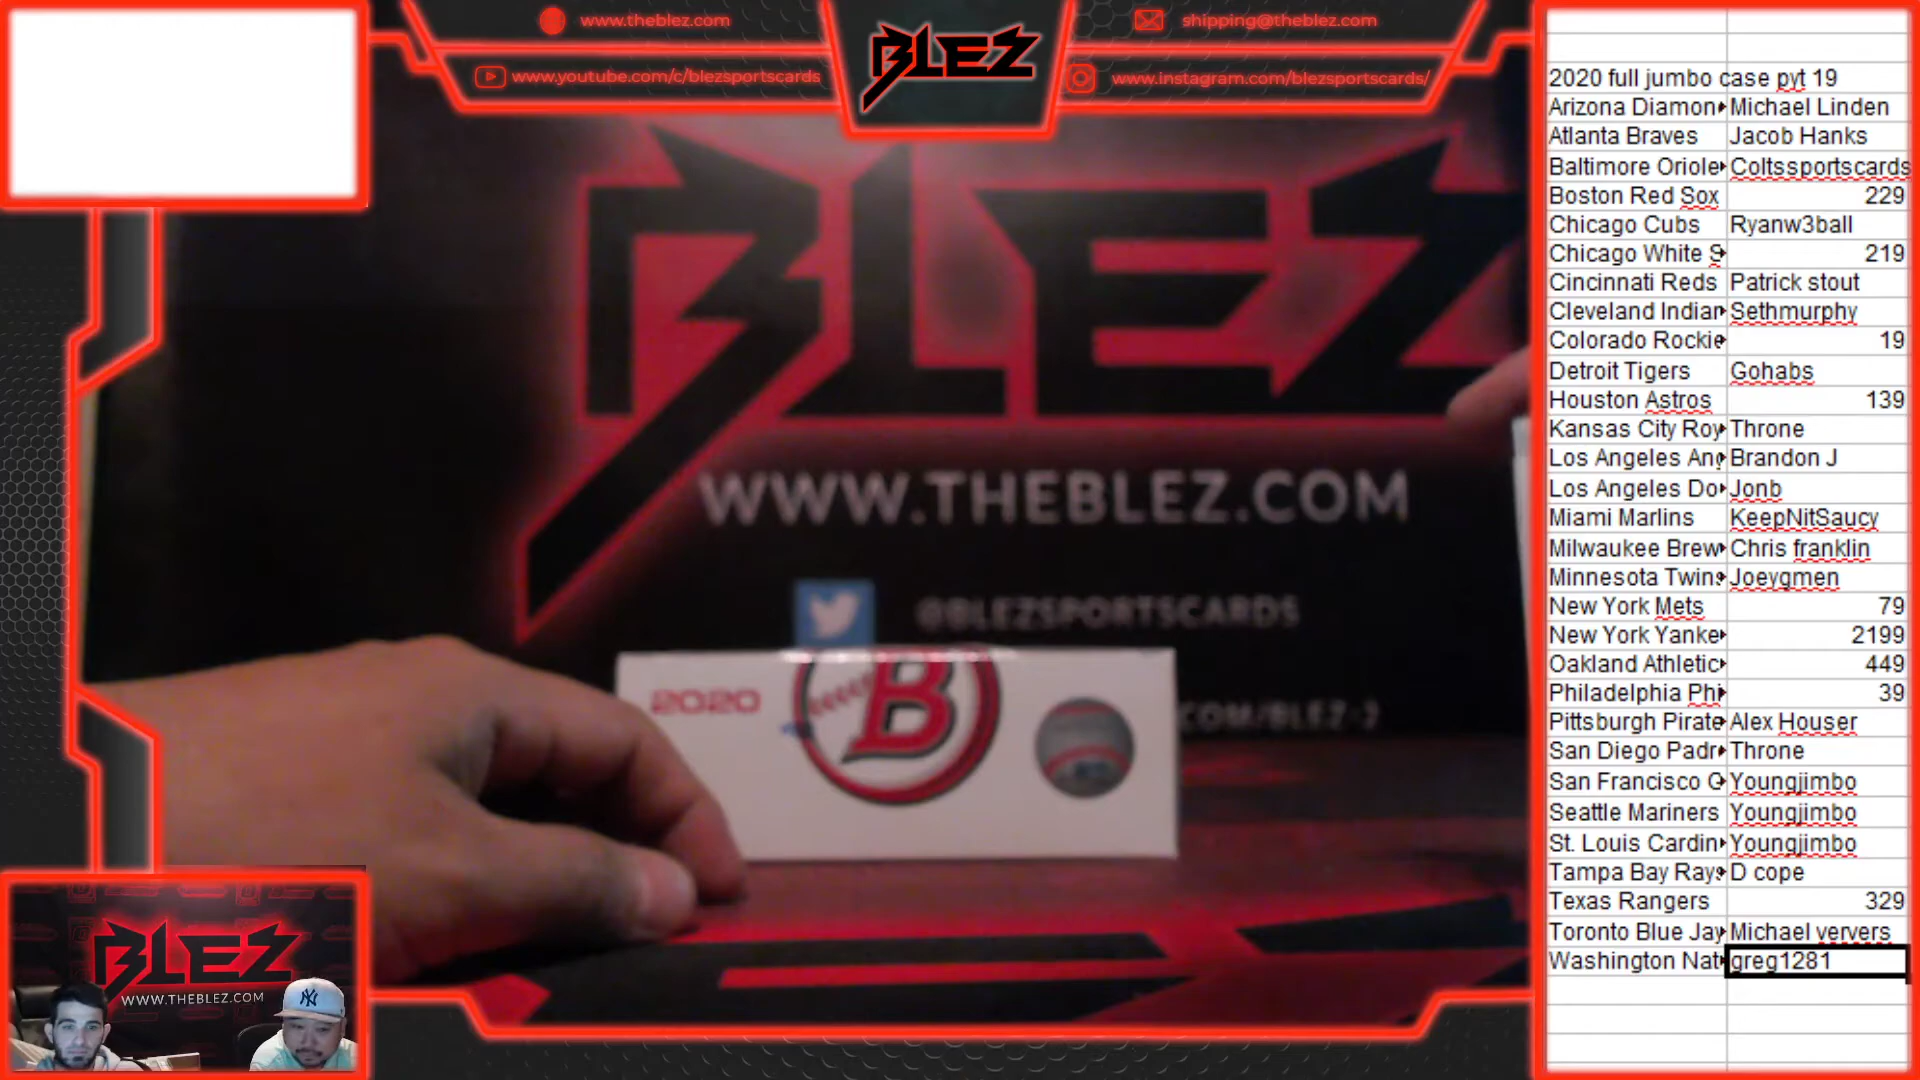 www.theblez.com
www.youtube.com/c/blezsportscards
BLEZ
shipping@theblez.com
www.instagram.com/blezsportscards/
BLEZ
WWW.THEBLEZ.COM
@BLEZSPORTSCARDS
.COM/BLEZ-2
2020
B
BLEZ
WWW.THEBLEZ.COM
NY
2020 full jumbo case pyt 19
Arizona Diamon Michael Linden
Atlanta Braves Jacob Hanks
Baltimore Oriole Coltssportscards
Boston Red Sox 229
Chicago Cubs Ryanw3ball
Chicago White S 219
Cincinnati Reds Patrick stout
Cleveland Indian Sethmurphy
Colorado Rockie 19
Detroit Tigers Gohabs
Houston Astros 139
Kansas City Roy Throne
Los Angeles Ang Brandon J
Los Angeles Do Jonb
Miami Marlins KeepNitSaucy
Milwaukee Brew Chris franklin
Minnesota Twins Joeygmen
New York Mets 79
New York Yanke 2199
Oakland Athletic 449
Philadelphia Phi 39
Pittsburgh Pirate Alex Houser
San Diego Padr Throne
San Francisco G Youngjimbo
Seattle Mariners Youngjimbo
St. Louis Cardin Youngjimbo
Tampa Bay Rays D cope
Texas Rangers 329
Toronto Blue Jay Michael ververs
Washington Nat greg1281